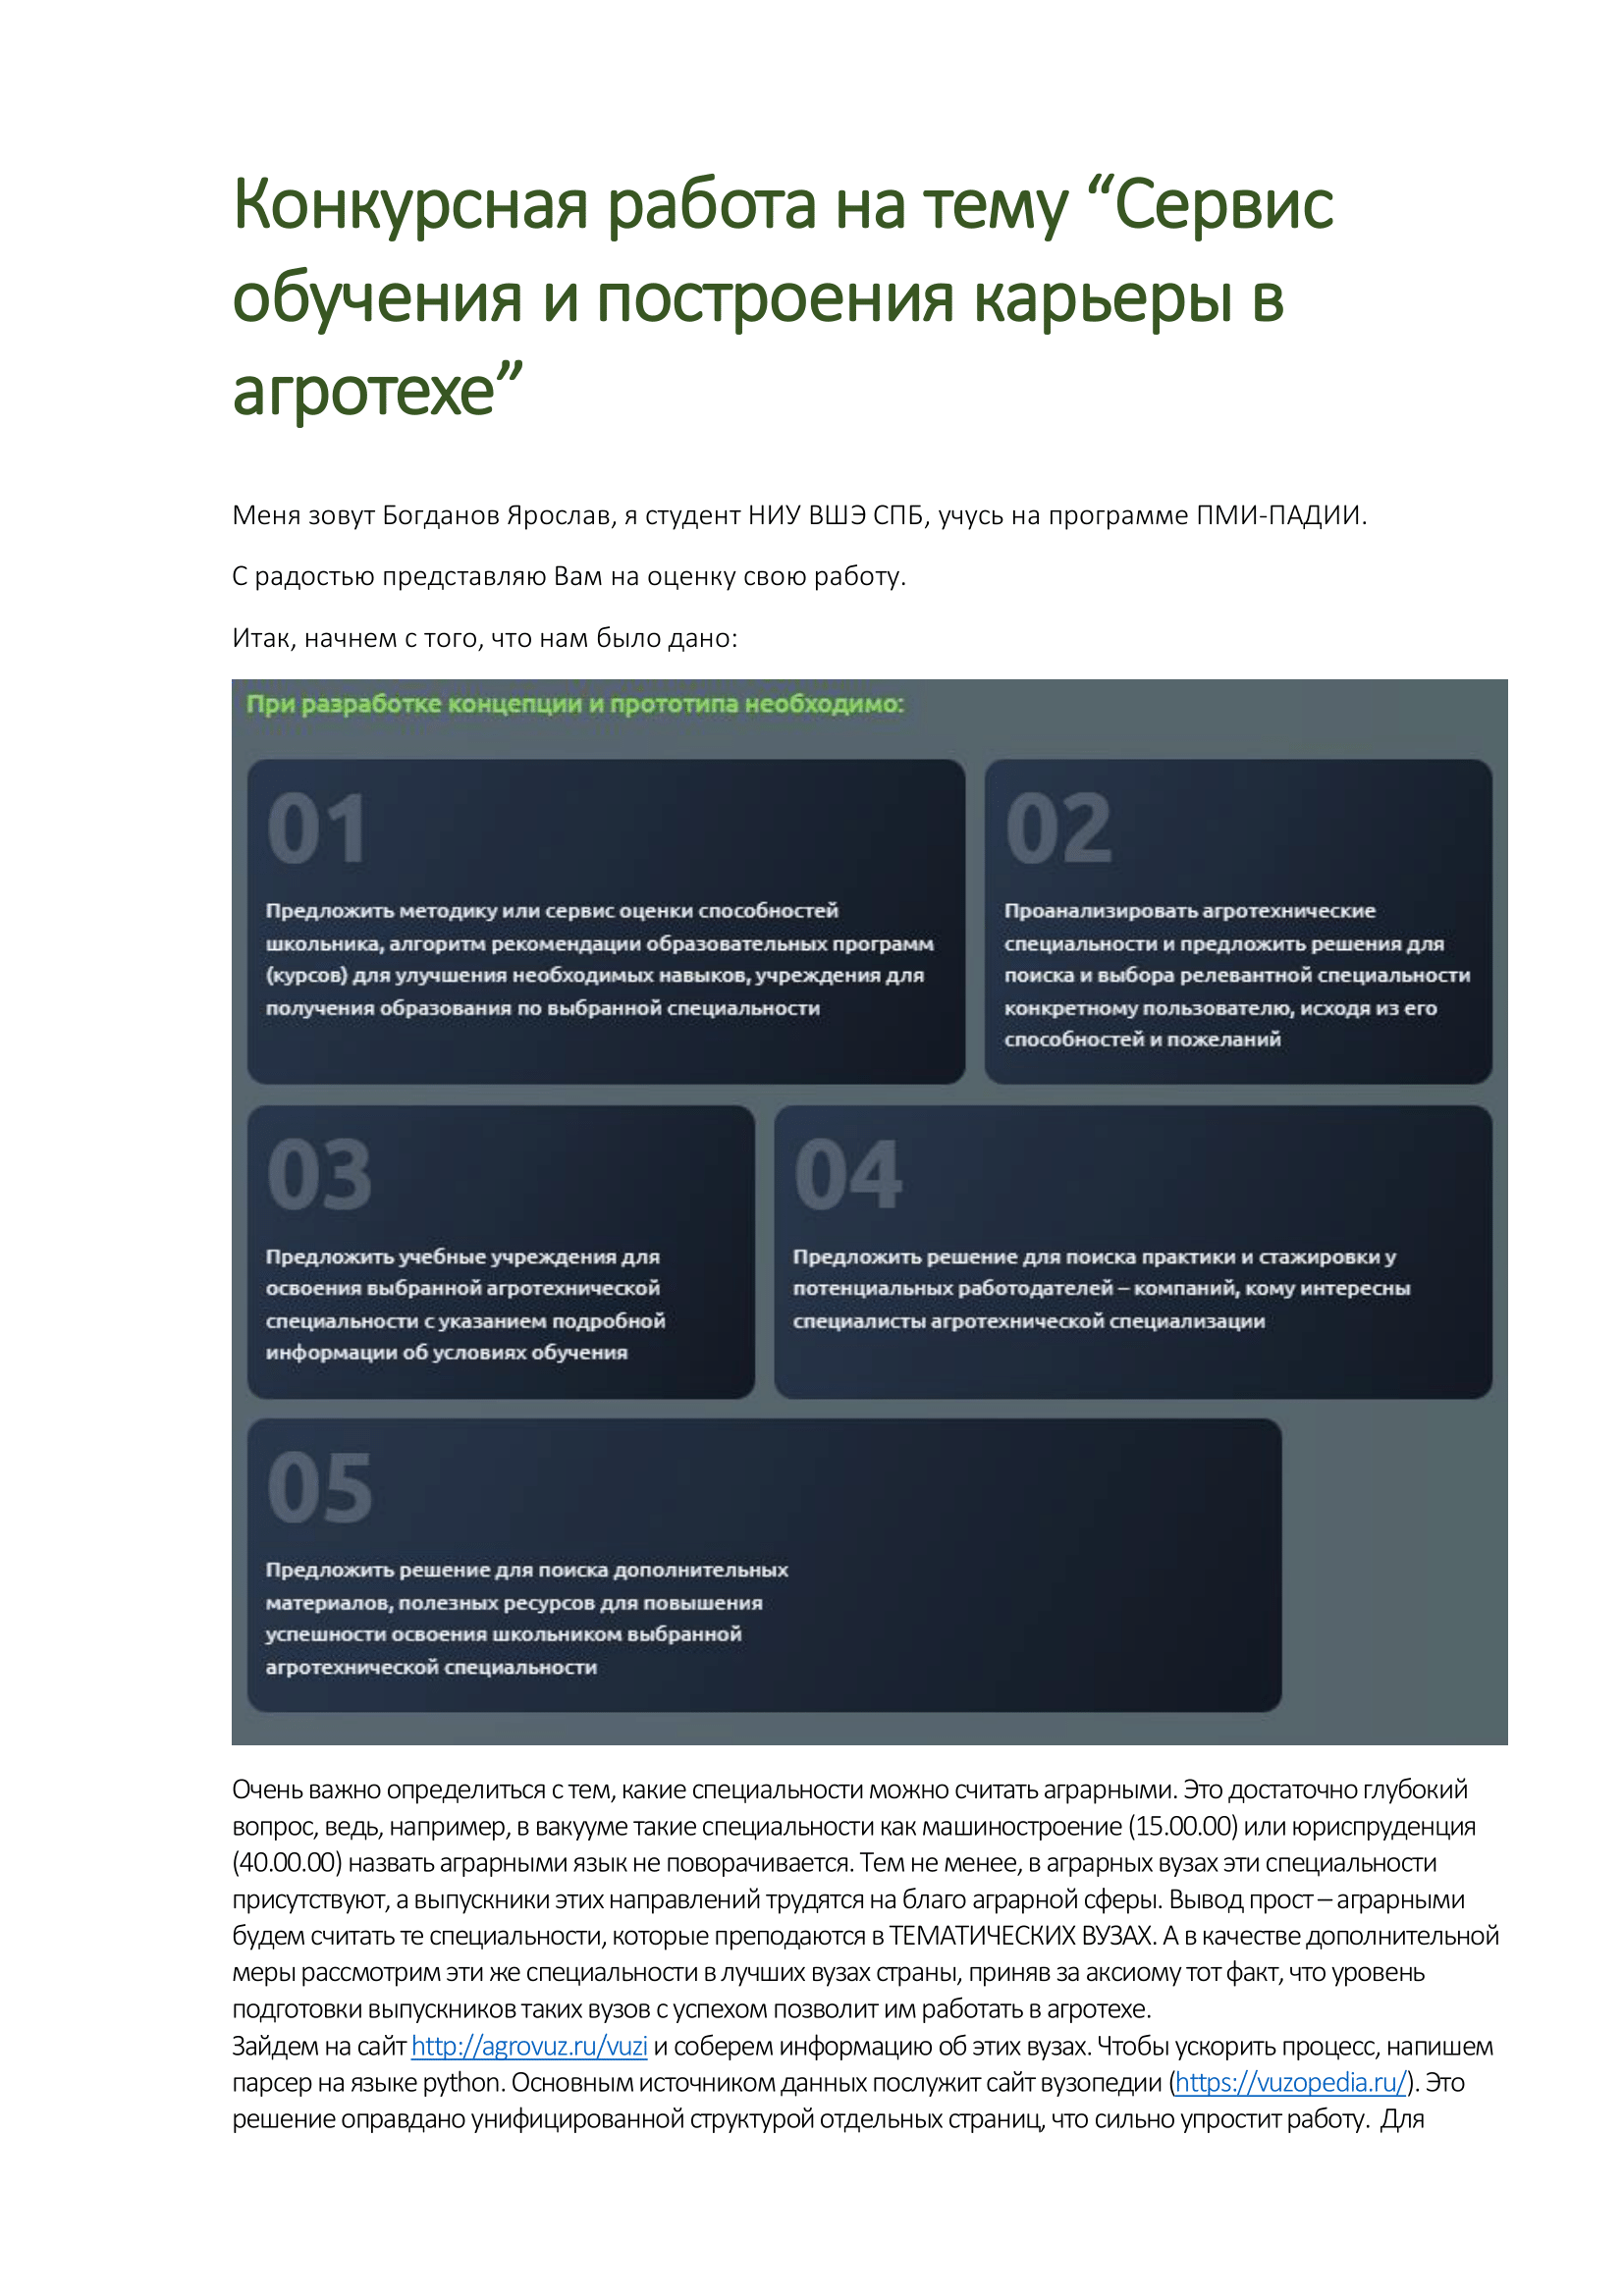 Конкурсная работа на тему “Сервис
обучения и построения карьеры в
агротехе”
Меня зовут Богданов Ярослав, я студент НИУ ВШЭ СПБ, учусь на программе ПМИ-ПАДИИ.
С радостью представляю Вам на оценку свою работу.
Итак, начнем с того, что нам было дано:
При разработке концепции и прототипа необходимо:
01
Предложить методику или сервис оценки способностей
школьника, алгоритм рекомендации образовательных программ
(курсов) для улучшения необходимых навыков, учреждения для
получения образования по выбранной специальности
02
Проанализировать агротехнические
специальности и предложить решения для
поиска и выбора релевантной специальности
конкретному пользователю, исходя из его
способностей и пожеланий
03
Предложить учебные учреждения для
освоения выбранной агротехнической
специальности с указанием подробной
информации об условиях обучения
04
Предложить решение для поиска практики и стажировки у
потенциальных работодателей – компаний, кому интересны
специалисты агротехнической специализации
05
Предложить решение для поиска дополнительных
материалов, полезных ресурсов для повышения
успешности освоения школьником выбранной
агротехнической специальности
Очень важно определиться с тем, какие специальности можно считать аграрными. Это достаточно глубокий
вопрос, ведь, например, в вакууме такие специальности как машиностроение (15.00.00) или юриспруденция
(40.00.00) назвать аграрными язык не поворачивается. Тем не менее, в аграрных вузах эти специальности
присутствуют, а выпускники этих направлений трудятся на благо аграрной сферы. Вывод прост – аграрными
будем считать те специальности, которые преподаются в ТЕМАТИЧЕСКИХ ВУЗАХ. А в качестве дополнительной
меры рассмотрим эти же специальности в лучших вузах страны, приняв за аксиому тот факт, что уровень
подготовки выпускников таких вузов с успехом позволит им работать в агротехе.
Зайдем на сайт http://agrovuz.ru/vuzi и соберем информацию об этих вузах. Чтобы ускорить процесс, напишем
парсер на языке python. Основным источником данных послужит сайт вузопедии (https://vuzopedia.ru/). Это
решение оправдано унифицированной структурой отдельных страниц, что сильно упростит работу. Для